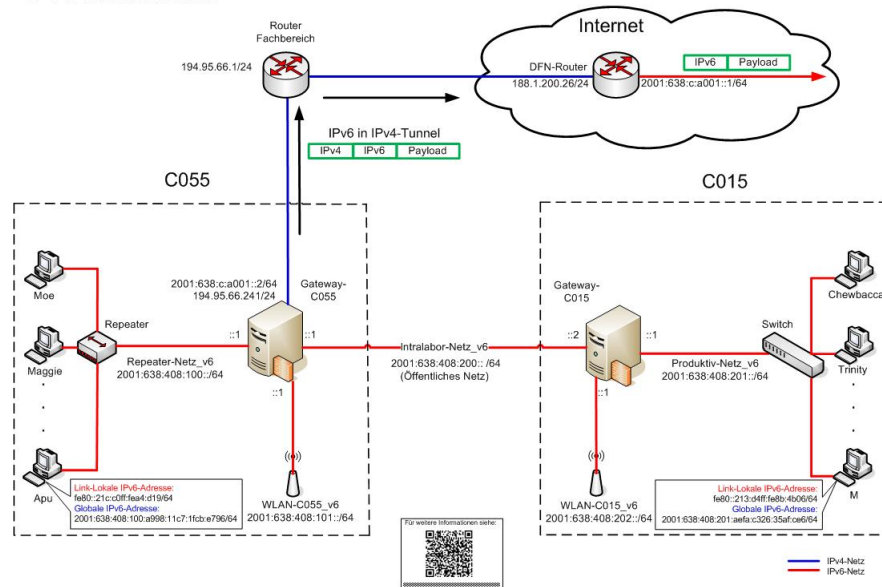 Internet
Router
Fachbereich
194.95.66.1/24
DFN-Router
188.1.200.26/24
2001:638:c:a001::1/64
IPv6 Payload
IPv6 in IPv4-Tunnel
IPv4 IPv6 Payload
C055
C015
Moe
Maggie
Apu
Repeater
Repeater-Netz_v6
2001:638:408:100::/64
2001:638:c:a001::2/64
194.95.66.241/24
Gateway-
C055
::1
::1
::1
WLAN-C055_v6
2001:638:408:101::/64
Intralabor-Netz_v6
2001:638:408:200:: /64
(Öffentliches Netz)
Gateway-
C015
::2
::1
::1
WLAN-C015_v6
2001:638:408:202::/64
Produktiv-Netz_v6
2001:638:408:201::/64
Switch
Chewbacca
Trinity
M
Link-Lokale IPv6-Adresse:
fe80::21c:c0ff:fea4:d19/64
Globale IPv6-Adresse:
2001:638:408:100:a998:11c7:1fcb:e796/64
Link-Lokale IPv6-Adresse:
fe80::213:d4ff:fe8b:4b06/64
Globale IPv6-Adresse:
2001:638:408:201:aefa:c326:35af:ce6/64
Für weitere Informationen siehe:
IPv4-Netz
IPv6-Netz